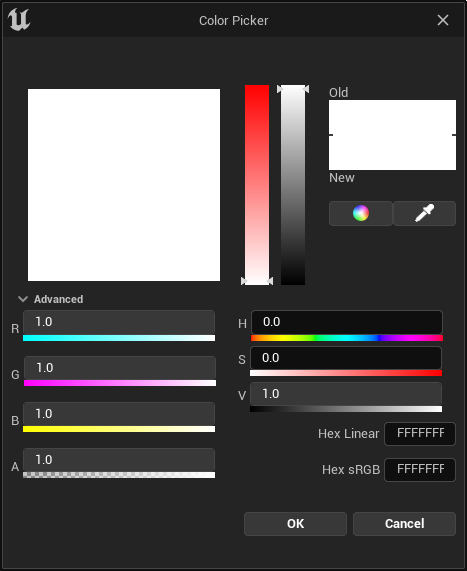 Color Picker
Old
New
Advanced
R 1.0
H 0.0
G 1.0
S 0.0
B 1.0
V 1.0
A 1.0
Hex Linear FFFFFFF
Hex sRGB FFFFFFF
OK Cancel